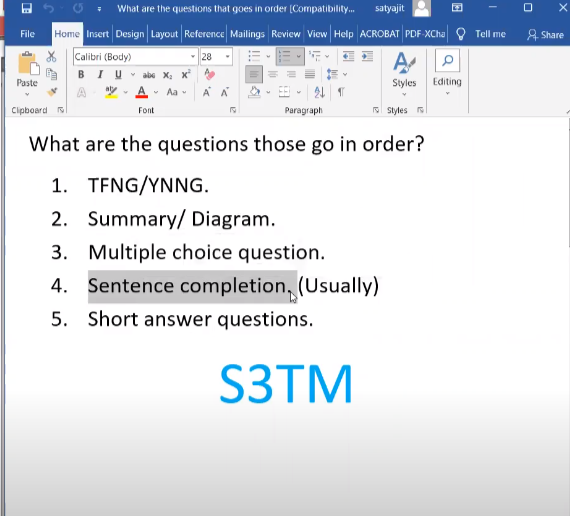 What are the questions that goes in order [Compatibility... satyajit
File Home Insert Design Layout Reference Mailings Review View Help ACROBAT PDF-XCha Tell me Share
Calibri (Body) 28
Paste
B I U abc X₂ X² A
A aby A Aa A A
Styles Editing
Clipboard Font Paragraph Styles
What are the questions those go in order?
1. TFNG/YNNG.
2. Summary/ Diagram.
3. Multiple choice question.
4. Sentence completion. (Usually)
5. Short answer questions.
S3TM